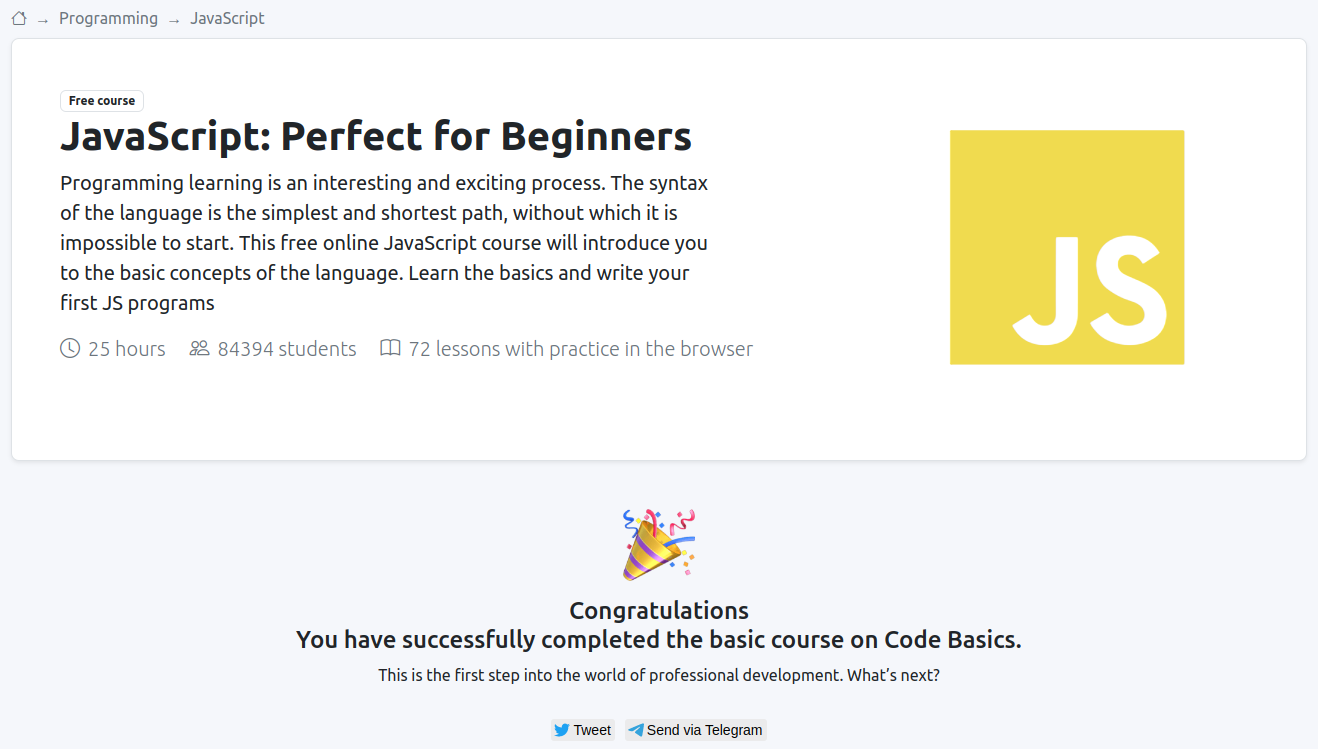 → Programming → JavaScript
Free course
JavaScript: Perfect for Beginners
Programming learning is an interesting and exciting process. The syntax
of the language is the simplest and shortest path, without which it is
impossible to start. This free online JavaScript course will introduce you
to the basic concepts of the language. Learn the basics and write your
first JS programs
25 hours 84394 students 72 lessons with practice in the browser
JS
Congratulations
You have successfully completed the basic course on Code Basics.
This is the first step into the world of professional development. What’s next?
Tweet Send via Telegram